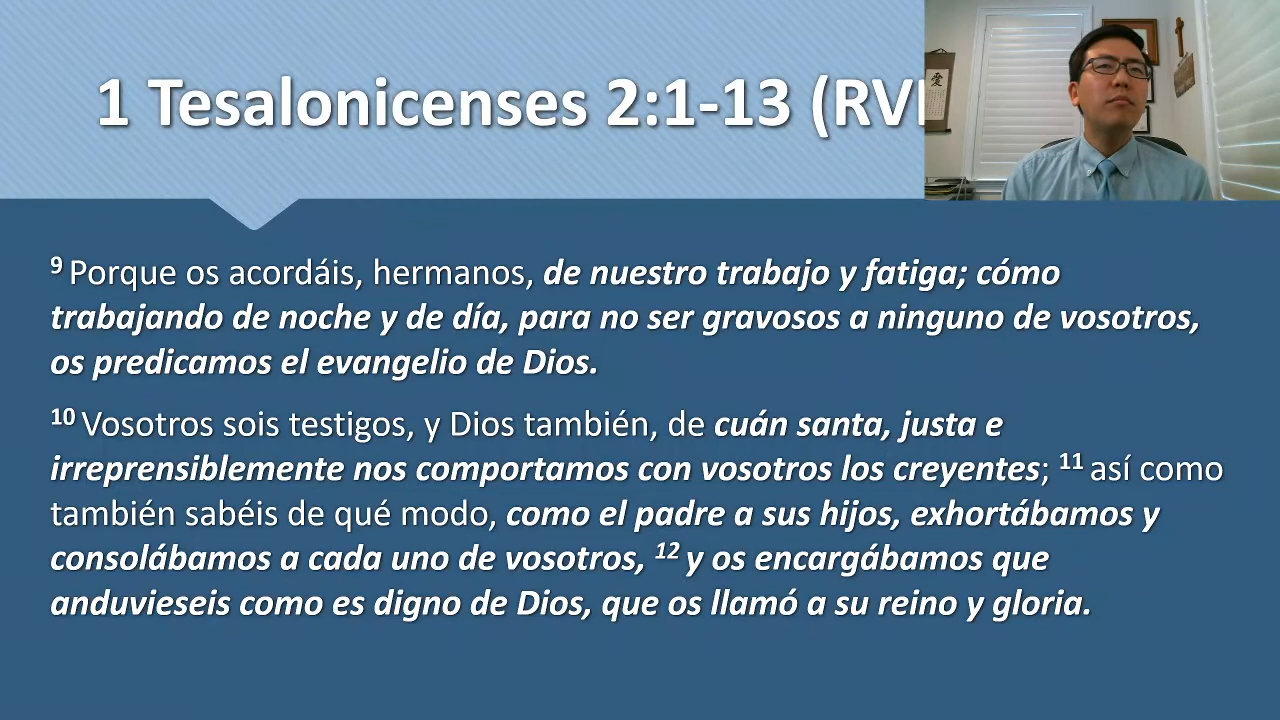 1 Tesalonicenses 2:1-13 (RV
愛
9 Porque os acordáis, hermanos, de nuestro trabajo y fatiga; cómo
trabajando de noche y de día, para no ser gravosos a ninguno de vosotros,
os predicamos el evangelio de Dios.
10 Vosotros sois testigos, y Dios también, de cuán santa, justa e
irreprensiblemente nos comportamos con vosotros los creyentes; 11 así como
también sabéis de qué modo, como el padre a sus hijos, exhortábamos y
consolábamos a cada uno de vosotros, 12 y os encargábamos que
anduvieseis como es digno de Dios, que os llamó a su reino y gloria.